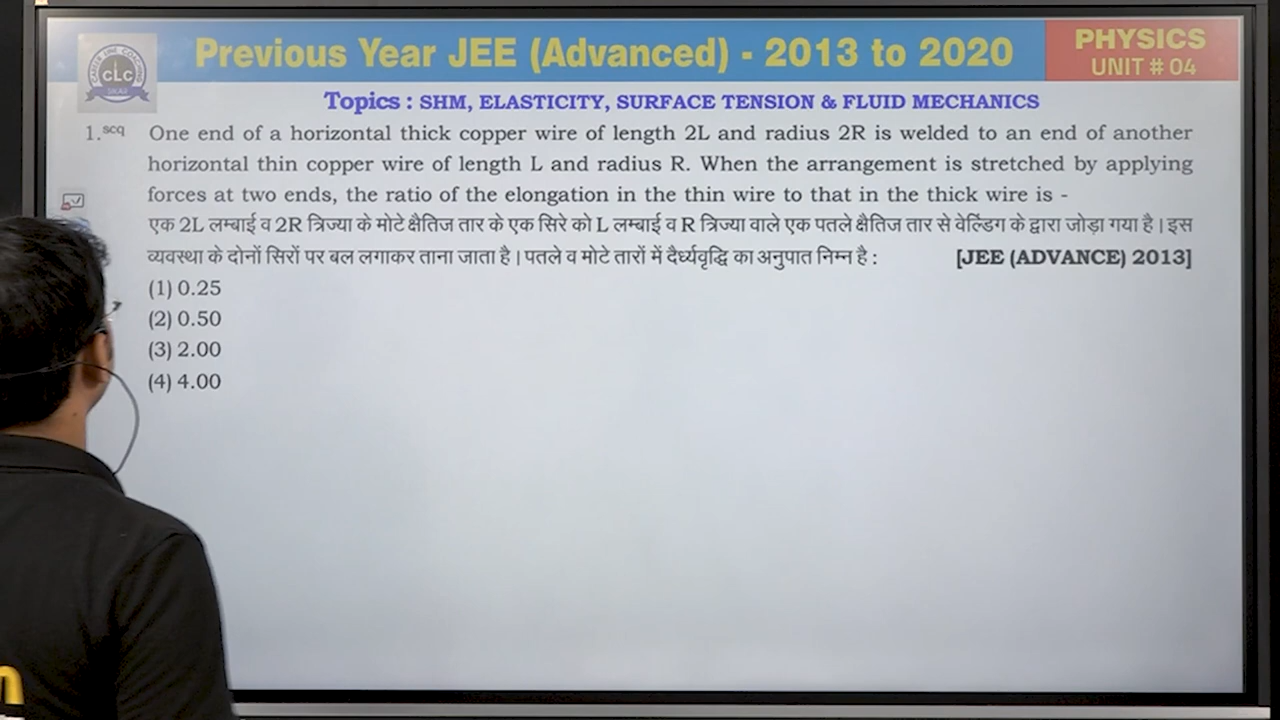 Previous Year JEE (Advanced) - 2013 to 2020
PHYSICS
UNIT # 04
CAREER LINE COACHING
CLC
SIKAR
Topics : SHM, ELASTICITY, SURFACE TENSION & FLUID MECHANICS
1.scq One end of a horizontal thick copper wire of length 2L and radius 2R is welded to an end of another
horizontal thin copper wire of length L and radius R. When the arrangement is stretched by applying
forces at two ends, the ratio of the elongation in the thin wire to that in the thick wire is -
एक 2L लम्बाई व 2R त्रिज्या के मोटे क्षैतिज तार के एक सिरे को L लम्बाई व R त्रिज्या वाले एक पतले क्षैतिज तार से वेल्डिंग के द्वारा जोड़ा गया है। इस
व्यवस्था के दोनों सिरों पर बल लगाकर ताना जाता है। पतले व मोटे तारों में दैर्ध्यवृद्धि का अनुपात निम्न है : [JEE (ADVANCE) 2013]
(1) 0.25
(2) 0.50
(3) 2.00
(4) 4.00